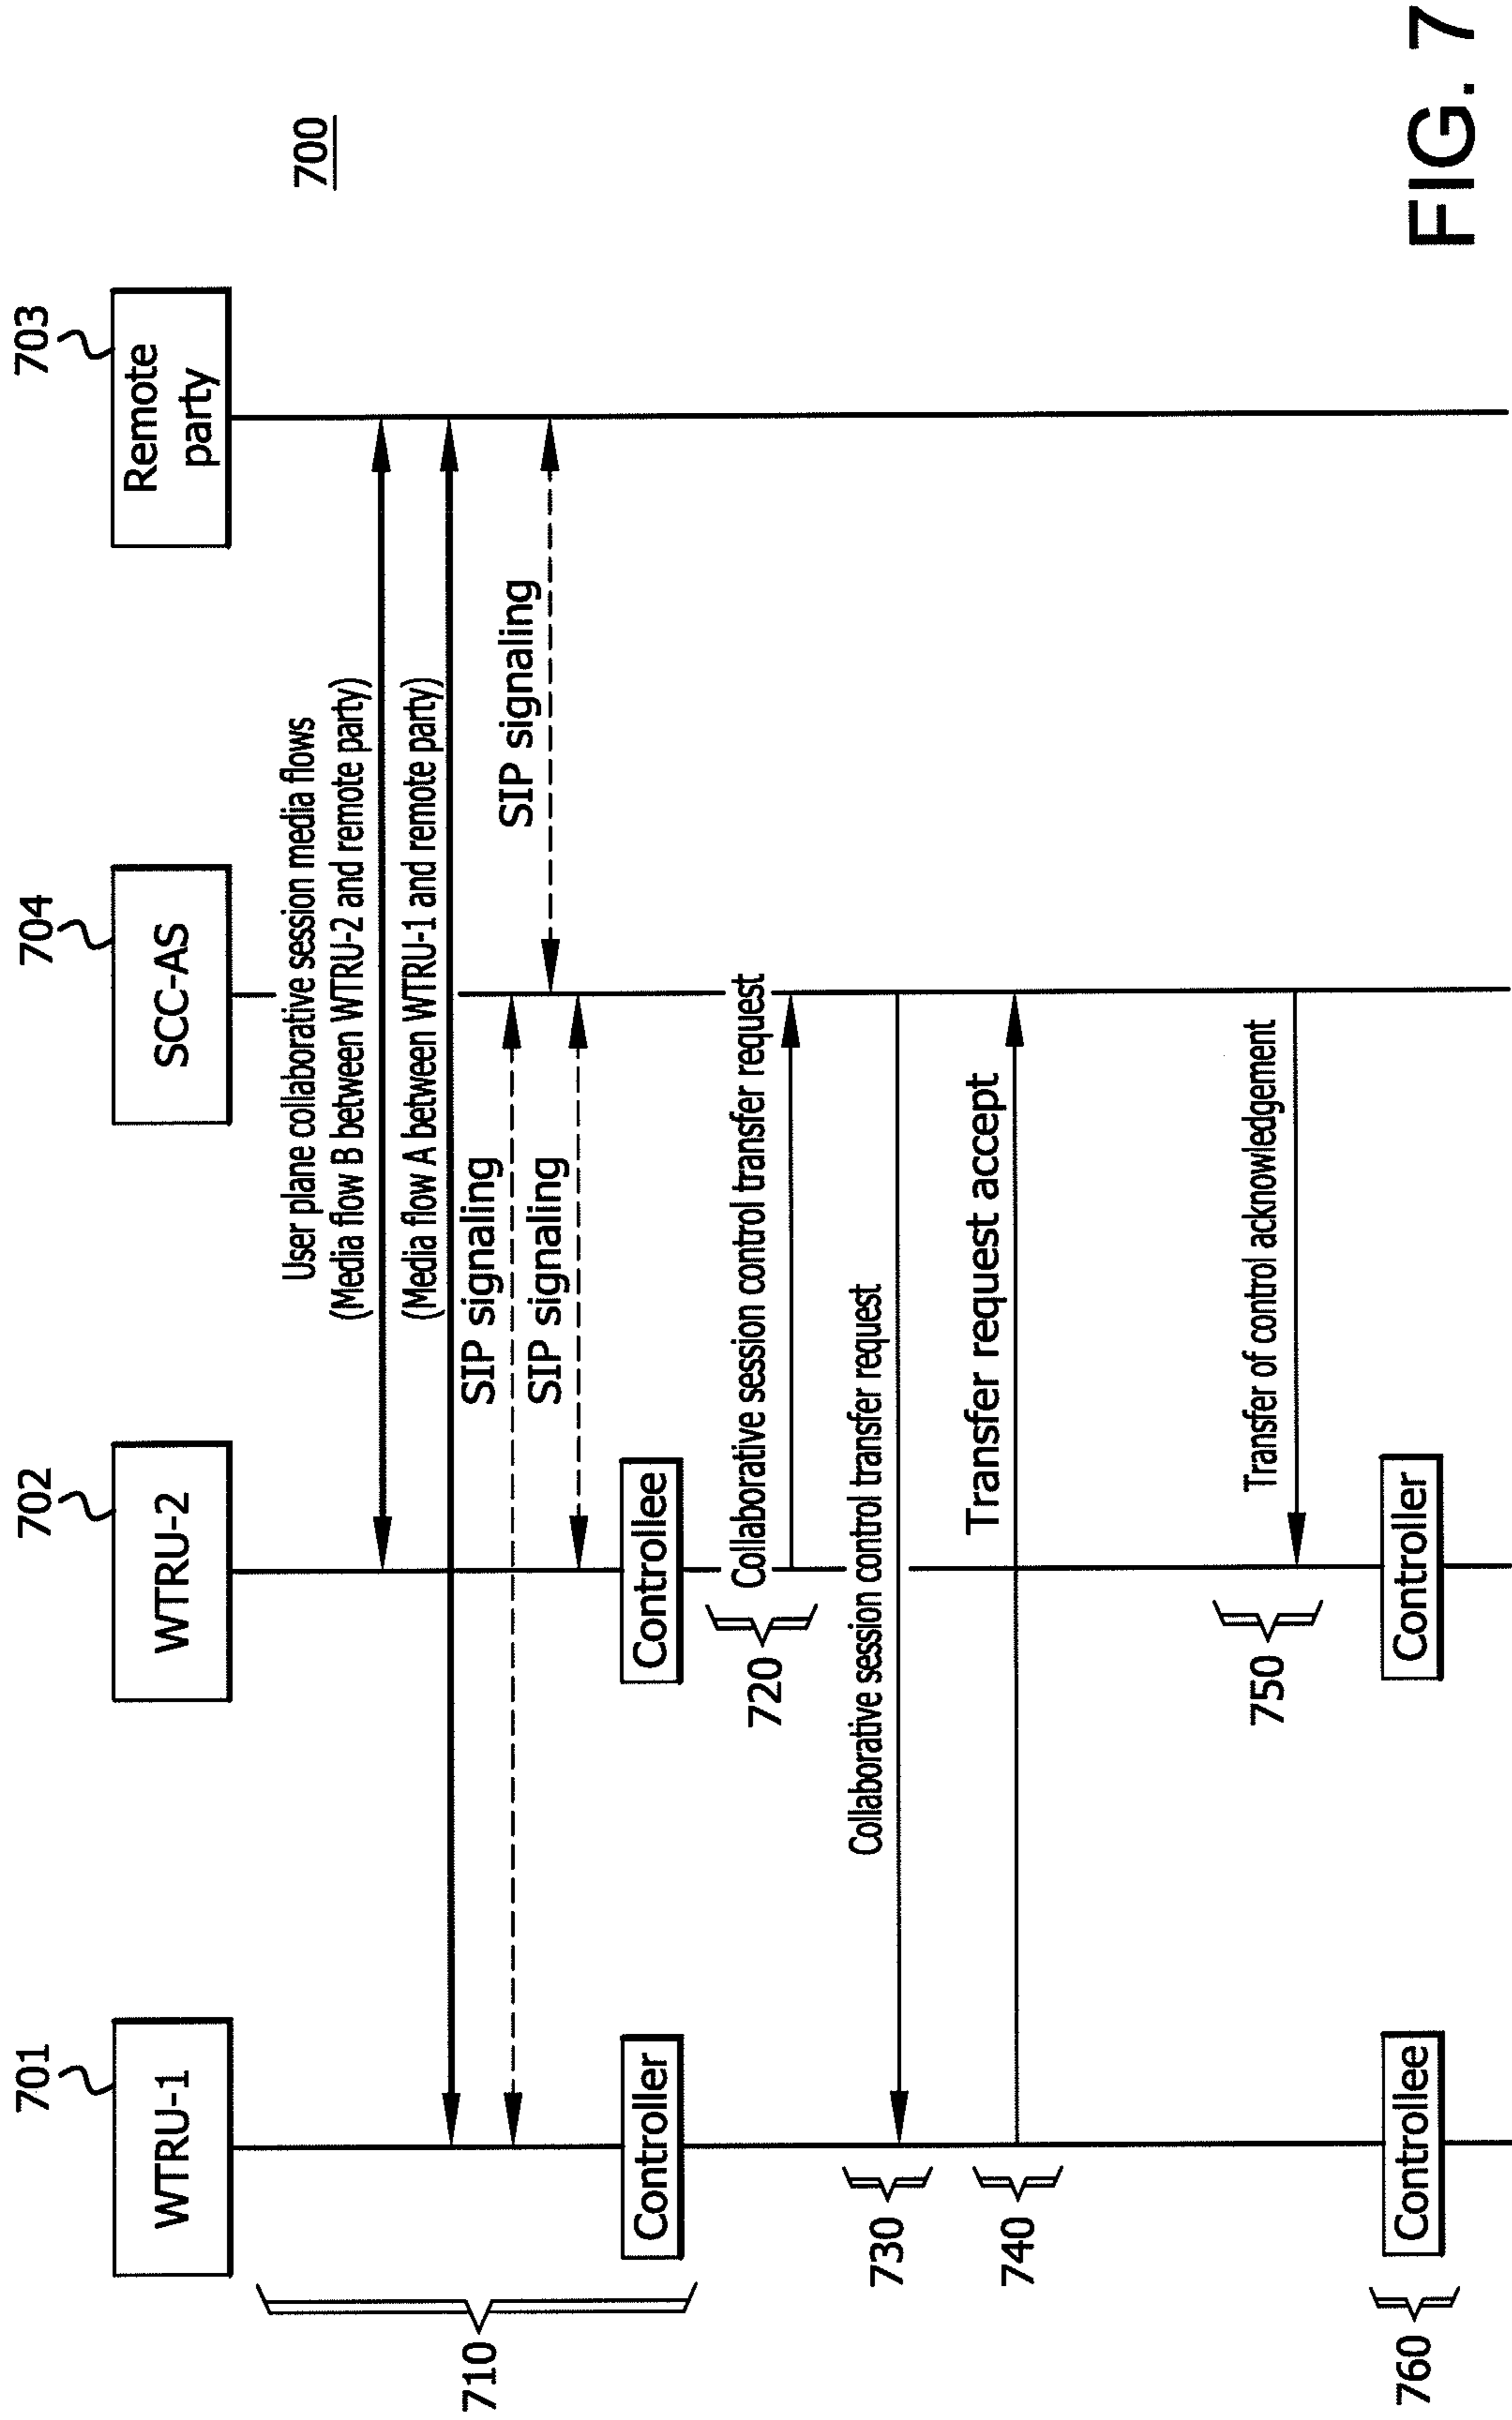 701
702
704
703
WTRU-1
WTRU-2
SCC-AS
Remote
party
700
User plane collaborative session media flows
(Media flow B between WTRU-2 and remote party)
(Media flow A between WTRU-1 and remote party)
SIP signaling
SIP signaling
SIP signaling
710
Controller
Controllee
Collaborative session control transfer request
720
Collaborative session control transfer request
730
Transfer request accept
740
Transfer of control acknowledgement
750
Controllee
Controller
760
FIG. 7